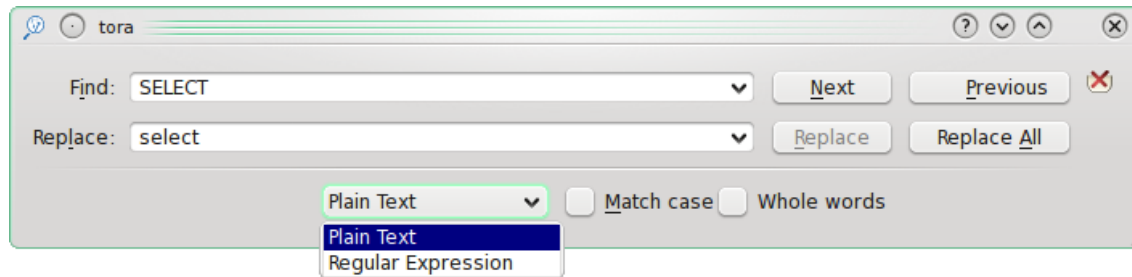 tora
Find: SELECT Next Previous
Replace: select Replace Replace All
Plain Text Match case Whole words
Plain Text
Regular Expression